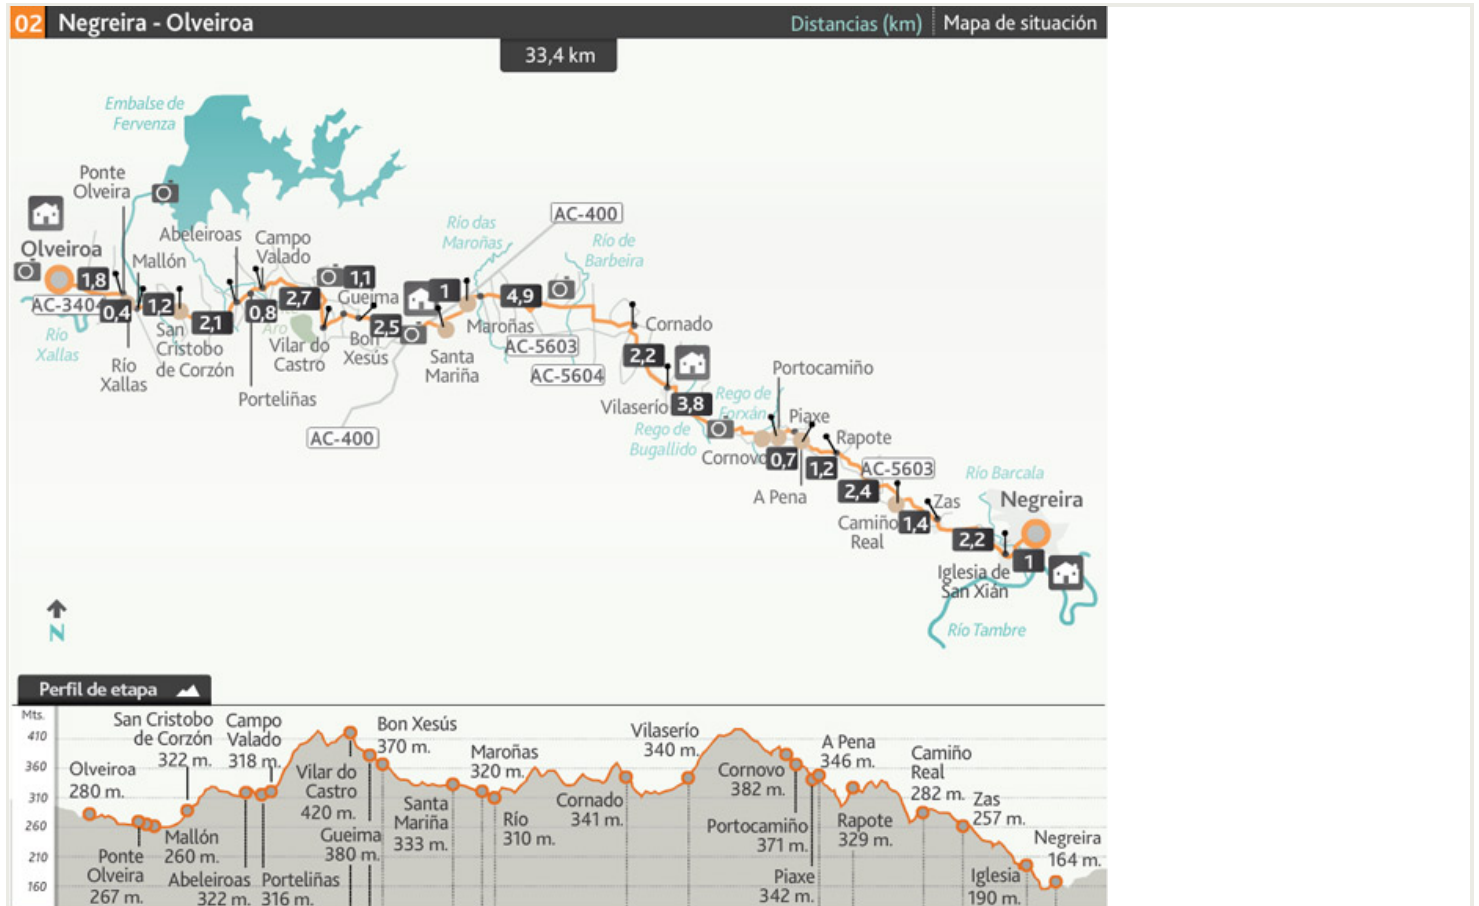 02 Negreira - Olveiroa
Distancias (km) Mapa de situación
33,4 km
Embalse de
Fervenza
Ponte
Olveira
Río das
Maroñas
AC-400
Río de
Barbeira
Abeleiroas
Campo
Valado
Olveiroa
Mallón
1,8
AC-3404
0,4
1,2
2,1
0,8
2,7
1,1
Gueima
2,5
1
4,9
Maroñas
Cornado
Río
Xallas
San
Cristobo
de Corzón
Aro
Vilar do
Castro
Bon
Xesús
Santa
Mariña
AC-5603
AC-5604
2,2
Río
Xallas
Porteliñas
Portocamiño
Vilaserío
3,8
Rego de
Forxán
Piaxe
Rego de
Bugallido
AC-400
Cornovo
0,7
Rapote
1,2
AC-5603
A Pena
2,4
Río Barcala
Negreira
Zas
Camiño
Real
1,4
2,2
1
Iglesia de
San Xián
Río Tambre
N
Perfil de etapa
Mts.
410
360
310
260
210
160
Olveiroa
280 m.
Ponte
Olveira
267 m.
Mallón
260 m.
San Cristobo
de Corzón
322 m.
Abeleiroas
322 m.
Porteliñas
316 m.
Campo
Valado
318 m.
Vilar do
Castro
420 m.
Gueima
380 m.
Bon Xesús
370 m.
Santa
Mariña
333 m.
Maroñas
320 m.
Río
310 m.
Cornado
341 m.
Vilaserío
340 m.
Cornovo
382 m.
Portocamiño
371 m.
Piaxe
342 m.
A Pena
346 m.
Rapote
329 m.
Camiño
Real
282 m.
Zas
257 m.
Iglesia
190 m.
Negreira
164 m.